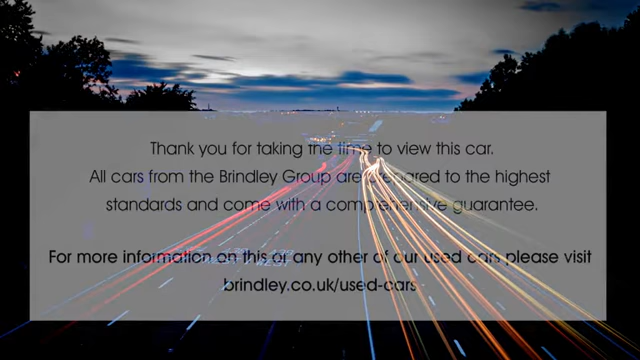 Thank you for taking the time to view this car.
All cars from the Brindley Group are prepared to the highest
standards and come with a comprehensive guarantee.
For more information on this or any other of our used cars please visit
brindley.co.uk/used-cars